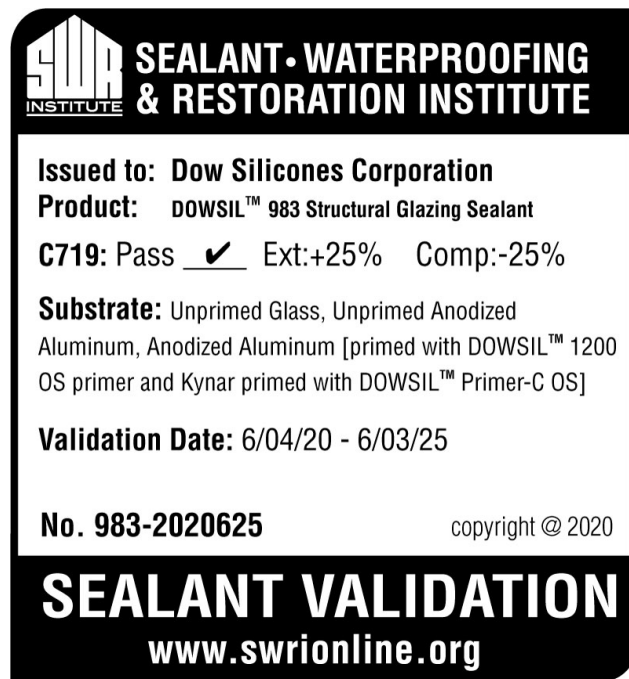 SWR
INSTITUTE
SEALANT • WATERPROOFING
& RESTORATION INSTITUTE
Issued to: Dow Silicones Corporation
Product: DOWSIL™ 983 Structural Glazing Sealant
C719: Pass ✔ Ext:+25% Comp:-25%
Substrate: Unprimed Glass, Unprimed Anodized
Aluminum, Anodized Aluminum [primed with DOWSIL™ 1200
OS primer and Kynar primed with DOWSIL™ Primer-C OS]
Validation Date: 6/04/20 - 6/03/25
No. 983-2020625
copyright @ 2020
SEALANT VALIDATION
www.swrionline.org